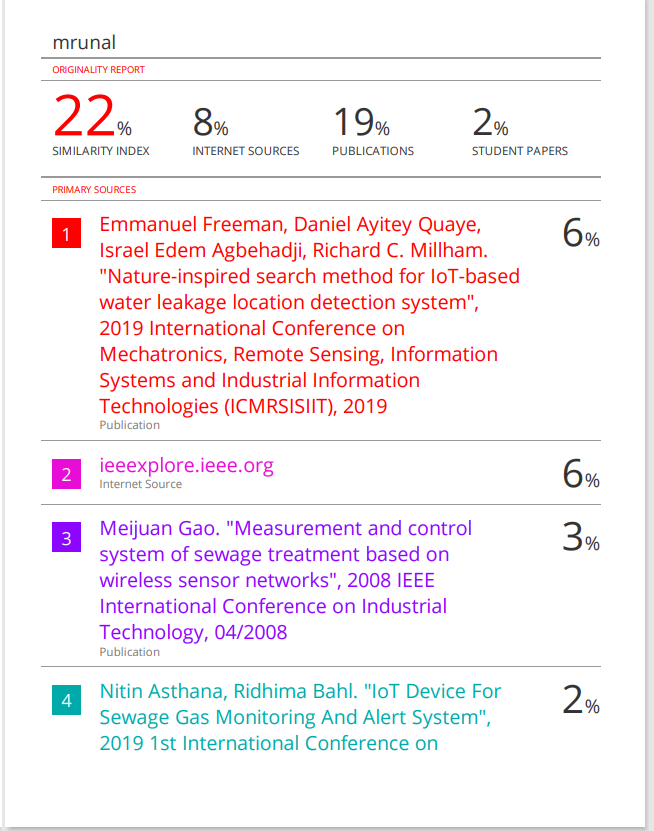 mrunal
ORIGINALITY REPORT
22% 8% 19% 2%
SIMILARITY INDEX INTERNET SOURCES PUBLICATIONS STUDENT PAPERS
PRIMARY SOURCES
1 Emmanuel Freeman, Daniel Ayitey Quaye, 6%
Israel Edem Agbehadji, Richard C. Millham.
"Nature-inspired search method for IoT-based
water leakage location detection system",
2019 International Conference on
Mechatronics, Remote Sensing, Information
Systems and Industrial Information
Technologies (ICMRSISIIT), 2019
Publication
2 ieeexplore.ieee.org 6%
Internet Source
3 Meijuan Gao. "Measurement and control 3%
system of sewage treatment based on
wireless sensor networks", 2008 IEEE
International Conference on Industrial
Technology, 04/2008
Publication
4 Nitin Asthana, Ridhima Bahl. "IoT Device For 2%
Sewage Gas Monitoring And Alert System",
2019 1st International Conference on